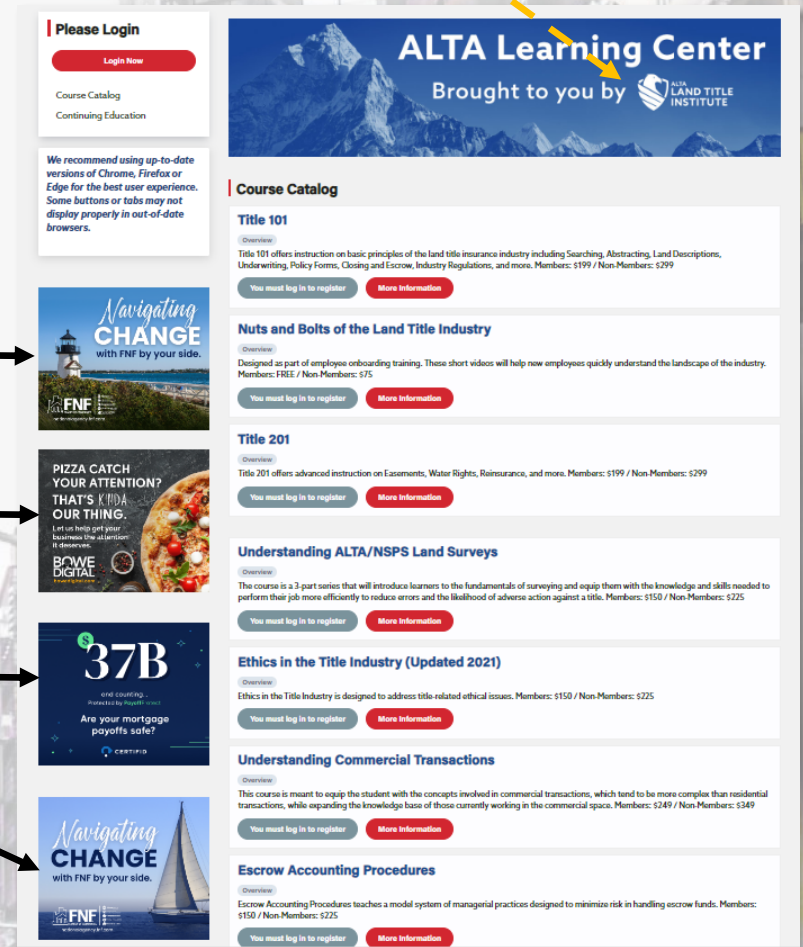 Please Login
Login Now
Course Catalog
Continuing Education
We recommend using up-to-date
versions of Chrome, Firefox or
Edge for the best user experience.
Some buttons or tabs may not
display properly in out-of-date
browsers.
Navigating
CHANGE
with FNF by your side.
FNF
PIZZA CATCH
YOUR ATTENTION?
THAT'S KINDA
OUR THING.
Let us help get your
business the attention
it deserves.
BOWE
DIGITAL
bowedigital.com
$
37B
and counting...
Protected by PayoffProtect
Are your mortgage
payoffs safe?
CERTIFID
Navigating
CHANGE
with FNF by your side.
FNF
ALTA Learning Center
Brought to you by
ALTA
LAND TITLE
INSTITUTE
Course Catalog
Title 101
Overview
Title 101 offers instruction on basic principles of the land title insurance industry including Searching, Abstracting, Land Descriptions,
Underwriting, Policy Forms, Closing and Escrow, Industry Regulations, and more. Members: $199 / Non-Members: $299
You must log in to register
More Information
Nuts and Bolts of the Land Title Industry
Overview
Designed as part of employee onboarding training. These short videos will help new employees quickly understand the landscape of the industry.
Members: FREE / Non-Members: $75
You must log in to register
More Information
Title 201
Overview
Title 201 offers advanced instruction on Easements, Water Rights, Reinsurance, and more. Members: $199 / Non-Members: $299
You must log in to register
More Information
Understanding ALTA/NSPS Land Surveys
Overview
The course is a 3-part series that will introduce learners to the fundamentals of surveying and equip them with the knowledge and skills needed to
perform their job more efficiently to reduce errors and the likelihood of adverse action against a title. Members: $150 / Non-Members: $225
You must log in to register
More Information
Ethics in the Title Industry (Updated 2021)
Overview
Ethics in the Title Industry is designed to address title-related ethical issues. Members: $150 / Non-Members: $225
You must log in to register
More Information
Understanding Commercial Transactions
Overview
This course is meant to equip the student with the concepts involved in commercial transactions, which tend to be more complex than residential
transactions, while expanding the knowledge base of those currently working in the commercial space. Members: $249 / Non-Members: $349
You must log in to register
More Information
Escrow Accounting Procedures
Overview
Escrow Accounting Procedures teaches a model system of managerial practices designed to minimize risk in handling escrow funds. Members:
$150 / Non-Members: $225
You must log in to register
More Information